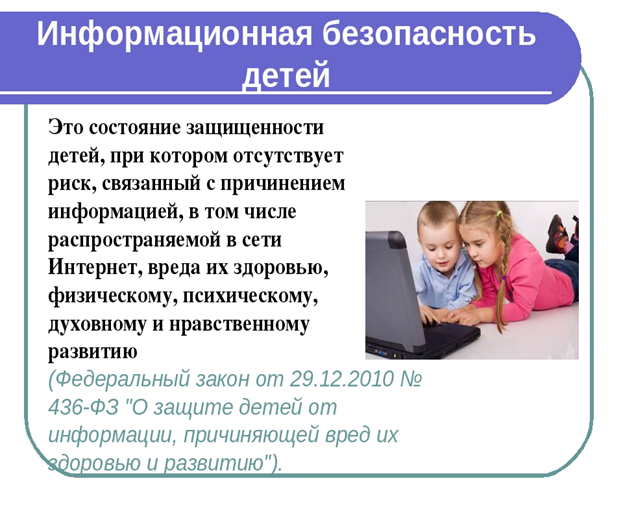 Информационная безопасность
детей
Это состояние защищенности
детей, при котором отсутствует
риск, связанный с причинением
информацией, в том числе
распространяемой в сети
Интернет, вреда их здоровью,
физическому, психическому,
духовному и нравственному
развитию
(Федеральный закон от 29.12.2010 №
436-ФЗ "О защите детей от
информации, причиняющей вред их
здоровью и развитию").